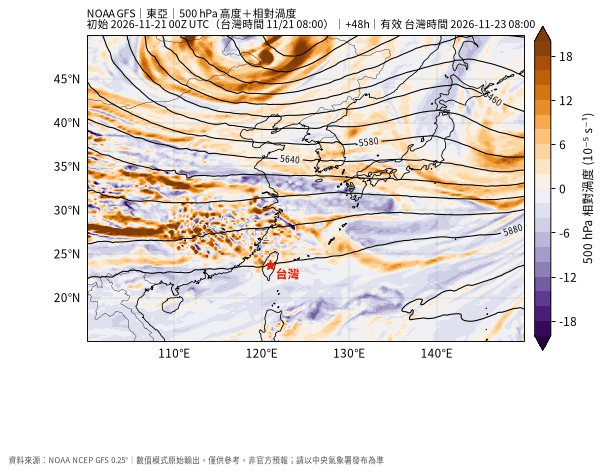 NOAA GFS｜東亞｜500 hPa 高度＋相對渦度
初始 2026-11-21 00Z UTC（台灣時間 11/21 08:00）｜+48h｜有效 台灣時間 2026-11-23 08:00
45°N
40°N
35°N
30°N
25°N
20°N
110°E
120°E
130°E
140°E
5460
5580
5640
5880
台灣
18
12
6
0
-6
-12
-18
500 hPa 相對渦度 (10⁻⁵ s⁻¹)
資料來源：NOAA NCEP GFS 0.25°｜數值模式原始輸出，僅供參考，非官方預報；請以中央氣象署發布為準